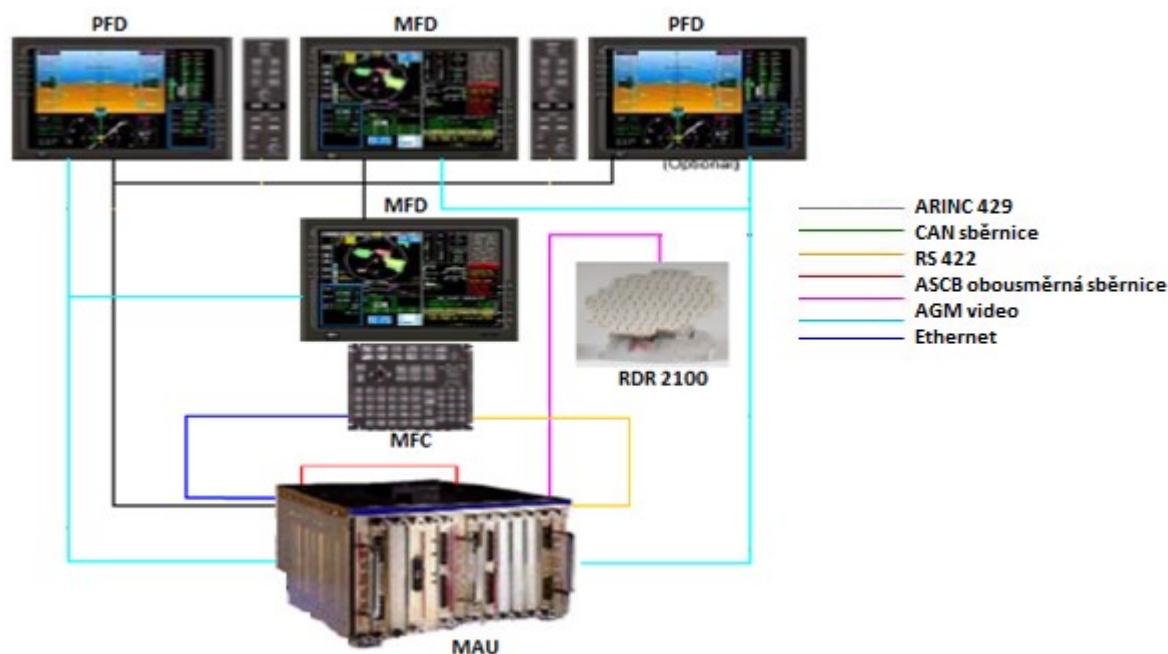 PFD
MFD
PFD
(Optional)
MFD
ARINC 429
CAN sběrnice
RS 422
ASCB obousměrná sběrnice
AGM video
Ethernet
RDR 2100
MFC
MAU